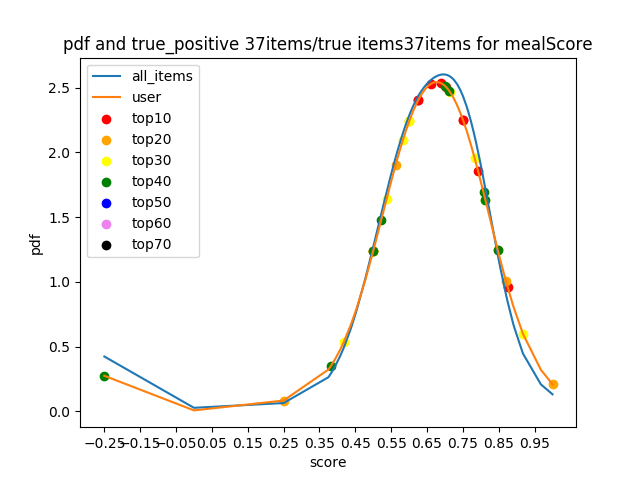 pdf and true_positive 37items/true items37items for mealScore
all_items
user
top10
top20
top30
top40
top50
top60
top70
pdf
2.5
2.0
1.5
1.0
0.5
0.0
−0.25 −0.15 −0.05 0.05 0.15 0.25 0.35 0.45 0.55 0.65 0.75 0.85 0.95
score